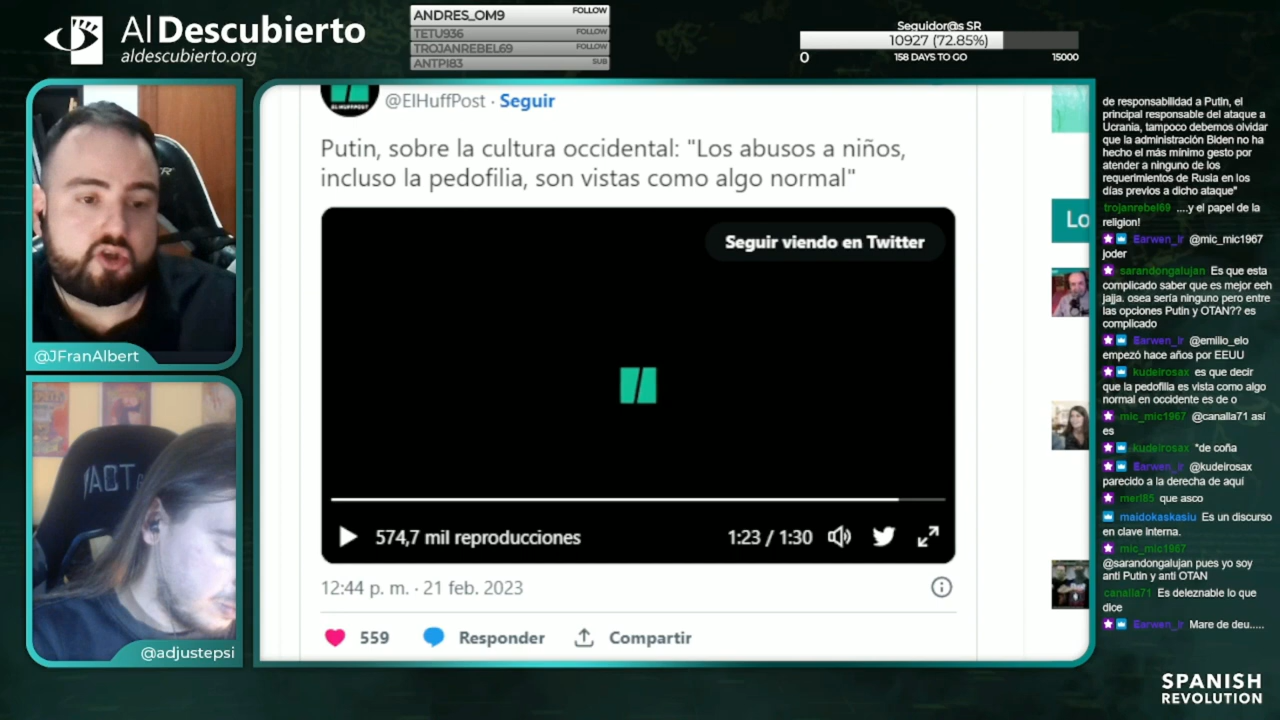 Al Descubierto
aldescubierto.org
ANDRES_OM9 FOLLOW
TETU936 FOLLOW
TROJANREBEL69 FOLLOW
ANTPI83 SUB
Seguidor@s SR
10927 (72.85%)
0 158 DAYS TO GO 15000
ELHUFFPOST
@ElHuffPost · Seguir
Putin, sobre la cultura occidental: "Los abusos a niños,
incluso la pedofilia, son vistas como algo normal"
Seguir viendo en Twitter
574,7 mil reproducciones
1:23 / 1:30
12:44 p. m. · 21 feb. 2023
559 Responder Compartir
Lo
@JFranAlbert
@adjustepsi
de responsabilidad a Putin, el
principal responsable del ataque a
Ucrania, tampoco debemos olvidar
que la administración Biden no ha
hecho el más mínimo gesto por
atender a ninguno de los
requerimientos de Rusia en los
días previos a dicho ataque"
trojanrebel69 ....y el papel de la
religion!
Earwen_ir @mic_mic1967
joder
sarandongalujan Es que esta
complicado saber que es mejor eeh
jajja. osea sería ninguno pero entre
las opciones Putin y OTAN?? es
complicado
Earwen_ir @emilio_elo
empezó hace años por EEUU
kudeirosax es que decir
que la pedofilia es vista como algo
normal en occidente es de o
mic_mic1967 @canalla71 así
es
kudeirosax *de coña
Earwen_ir @kudeirosax
parecido a la derecha de aquí
merl85 que asco
maidokaskasiu Es un discurso
en clave interna.
mic_mic1967
@sarandongalujan pues yo soy
anti Putin y anti OTAN
canalla71 Es deleznable lo que
dice
Earwen_ir Mare de deu.....
SPANISH
REVOLUTION